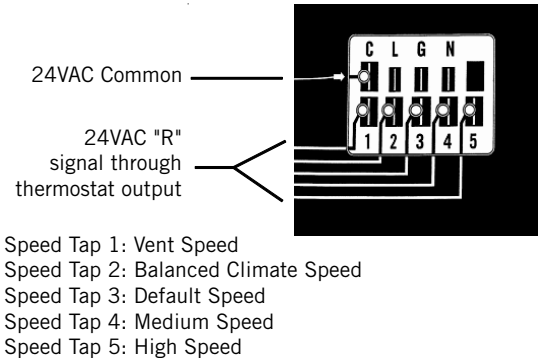 C L G N
24VAC Common
1 2 3 4 5
24VAC "R"
signal through
thermostat output
Speed Tap 1: Vent Speed
Speed Tap 2: Balanced Climate Speed
Speed Tap 3: Default Speed
Speed Tap 4: Medium Speed
Speed Tap 5: High Speed